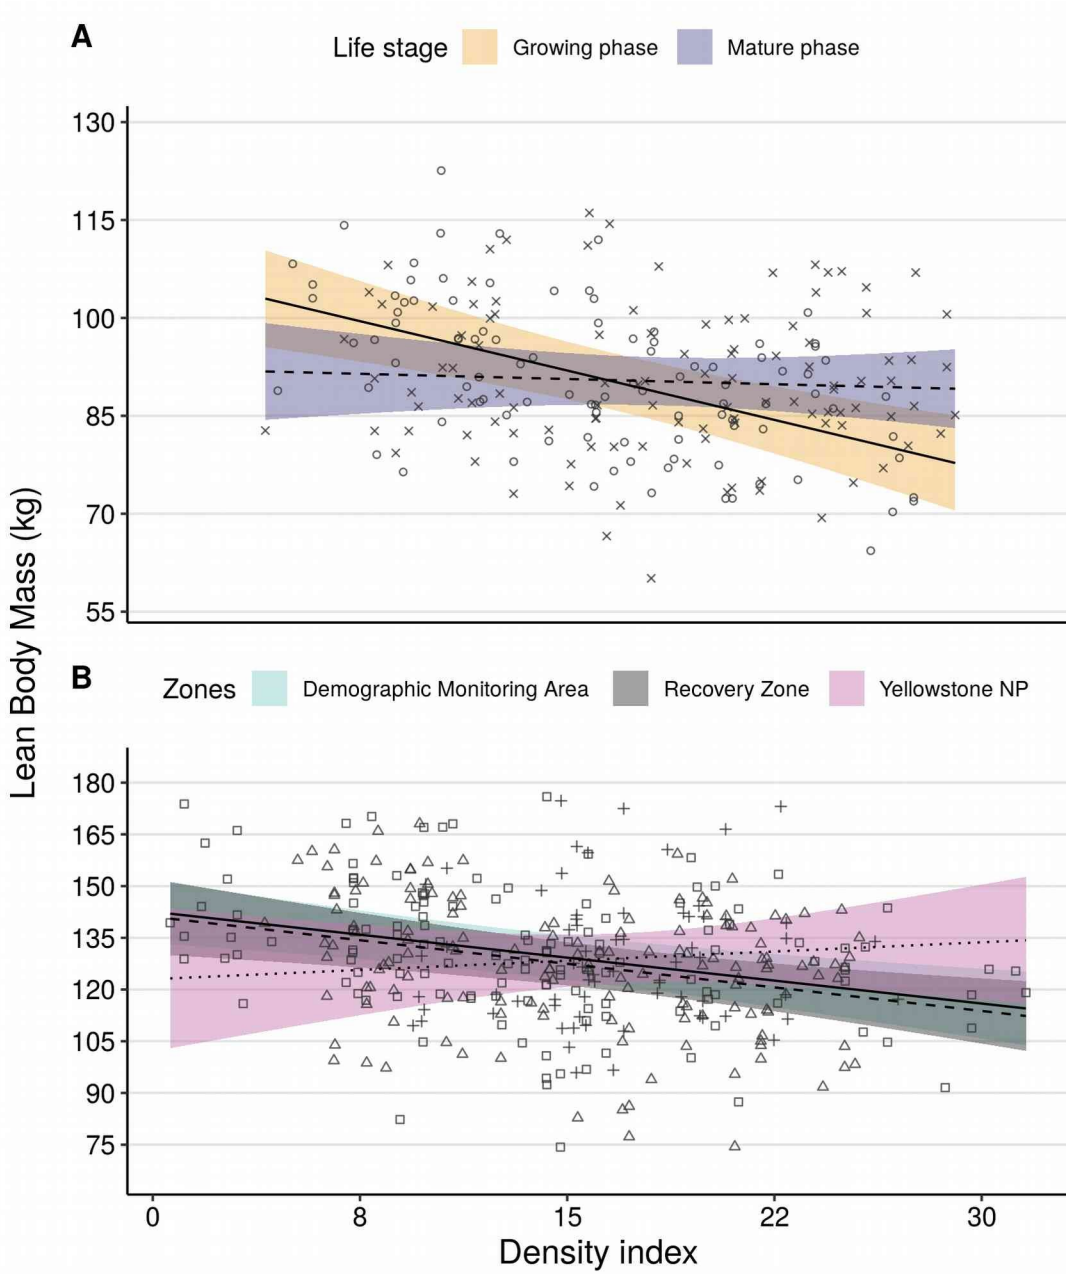 A
Life stage Growing phase Mature phase
130
115
100
85
70
55
Lean Body Mass (kg)
B
Zones Demographic Monitoring Area Recovery Zone Yellowstone NP
180
165
150
135
120
105
90
75
0 8 15 22 30
Density index